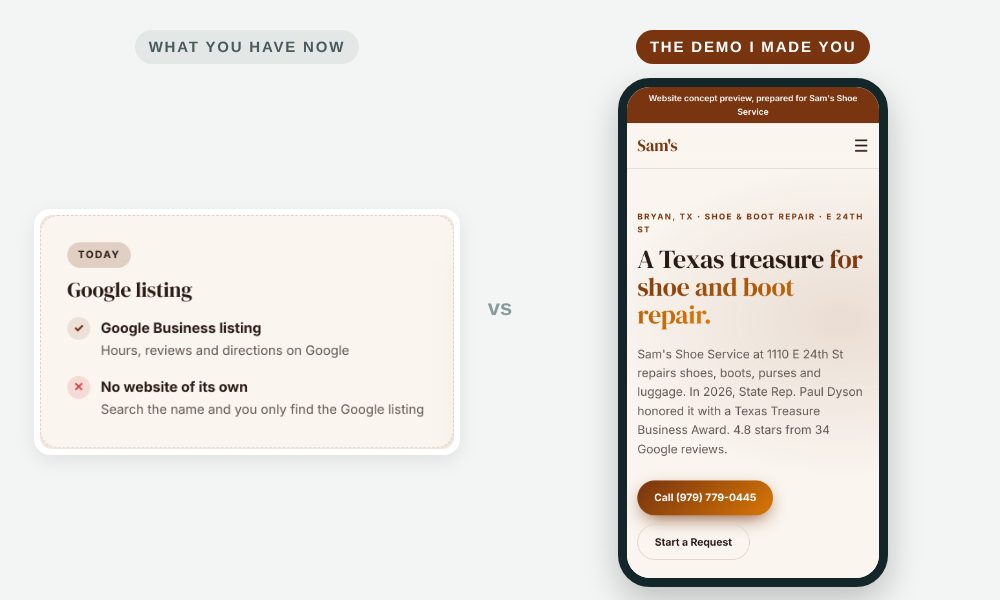 WHAT YOU HAVE NOW
TODAY
Google listing
Google Business listing
Hours, reviews and directions on Google
No website of its own
Search the name and you only find the Google listing
vs
THE DEMO I MADE YOU
Website concept preview, prepared for Sam's Shoe
Service
Sam's
BRYAN, TX · SHOE & BOOT REPAIR · E 24TH
ST
A Texas treasure for
shoe and boot
repair.
Sam's Shoe Service at 1110 E 24th St
repairs shoes, boots, purses and
luggage. In 2026, State Rep. Paul Dyson
honored it with a Texas Treasure
Business Award. 4.8 stars from 34
Google reviews.
Call (979) 779-0445
Start a Request